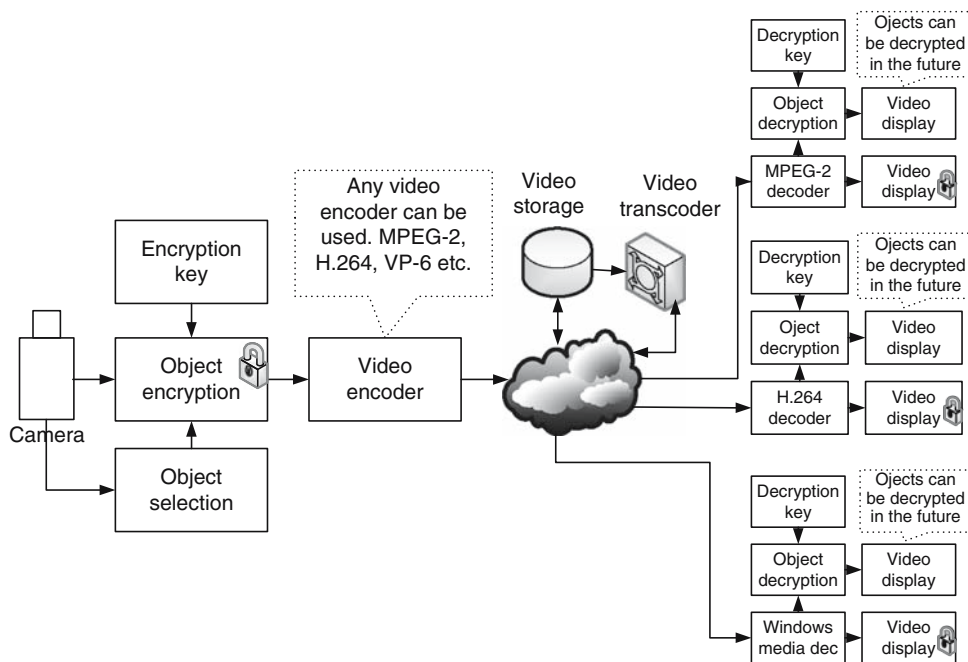 Camera
Encryption
key
Object
encryption
Object
selection
Any video
encoder can be
used. MPEG-2,
H.264, VP-6 etc.
Video
encoder
Video
storage
Video
transcoder
Decryption
key
Ojects can
be decrypted
in the future
Object
decryption
Video
display
MPEG-2
decoder
Video
display
Decryption
key
Ojects can
be decrypted
in the future
Oject
decryption
Video
display
H.264
decoder
Video
display
Decryption
key
Ojects can
be decrypted
in the future
Object
decryption
Video
display
Windows
media dec
Video
display